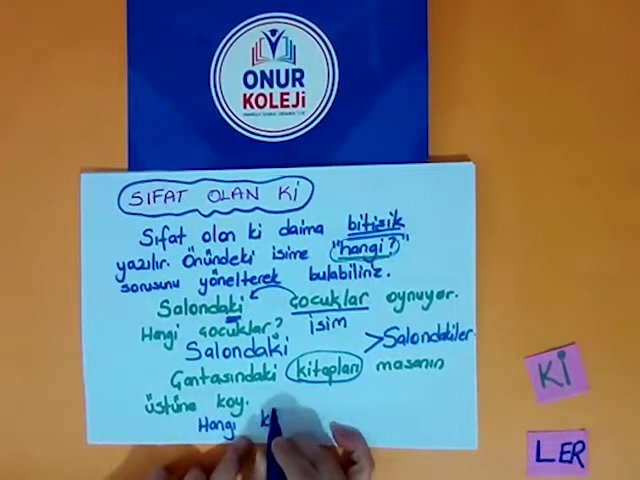 ONUR
KOLEJi
SIFAT OLAN Ki
Sıfat olan ki daima bitişik
yazılır. Önündeki isime "hangi?"
sorusunu yönelterek bulabiliriz.
Salondaki çocuklar oynuyor.
Hangi çocuklar? isim
Salondaki >Salondakiler
Çantasındaki kitapları masanın
üstüne koy.
Hangi k
Kİ
LER